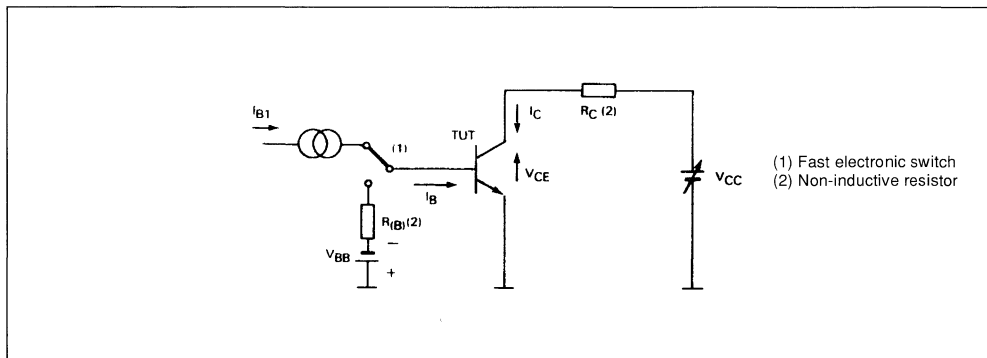 I_B1
(1)
TUT
I_C
R_C (2)
V_CE
I_B
R_(B) (2)
V_BB
−
+
V_CC
(1) Fast electronic switch
(2) Non-inductive resistor